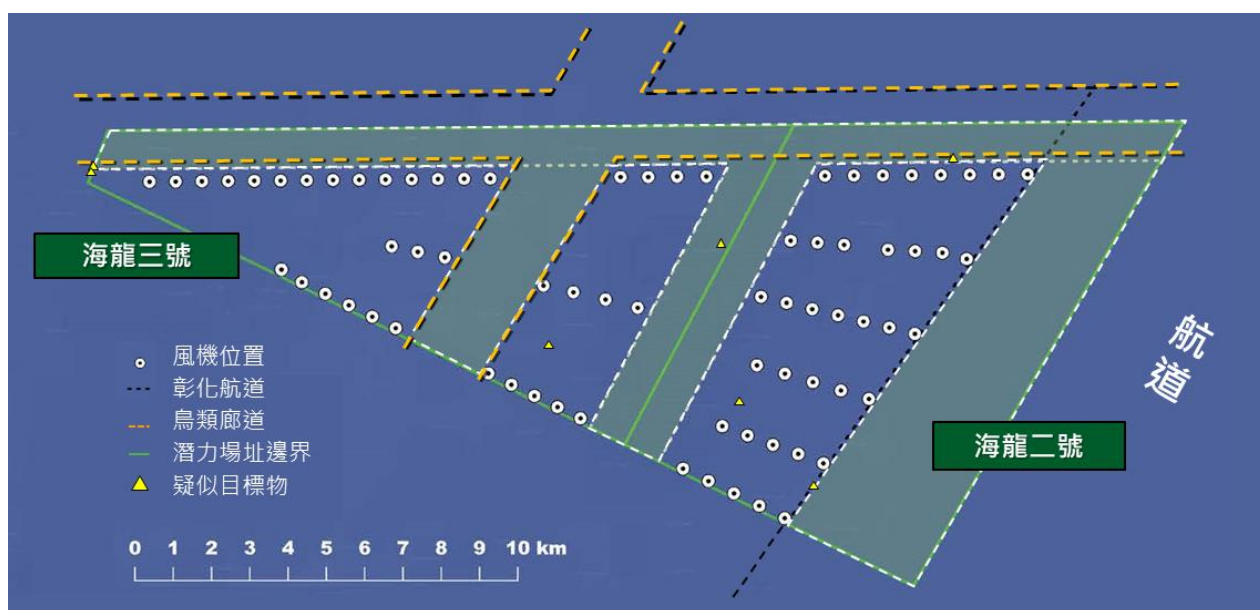 海龍三號
風機位置
彰化航道
鳥類廊道
潛力場址邊界
疑似目標物
0 1 2 3 4 5 6 7 8 9 10 km
海龍二號
航道